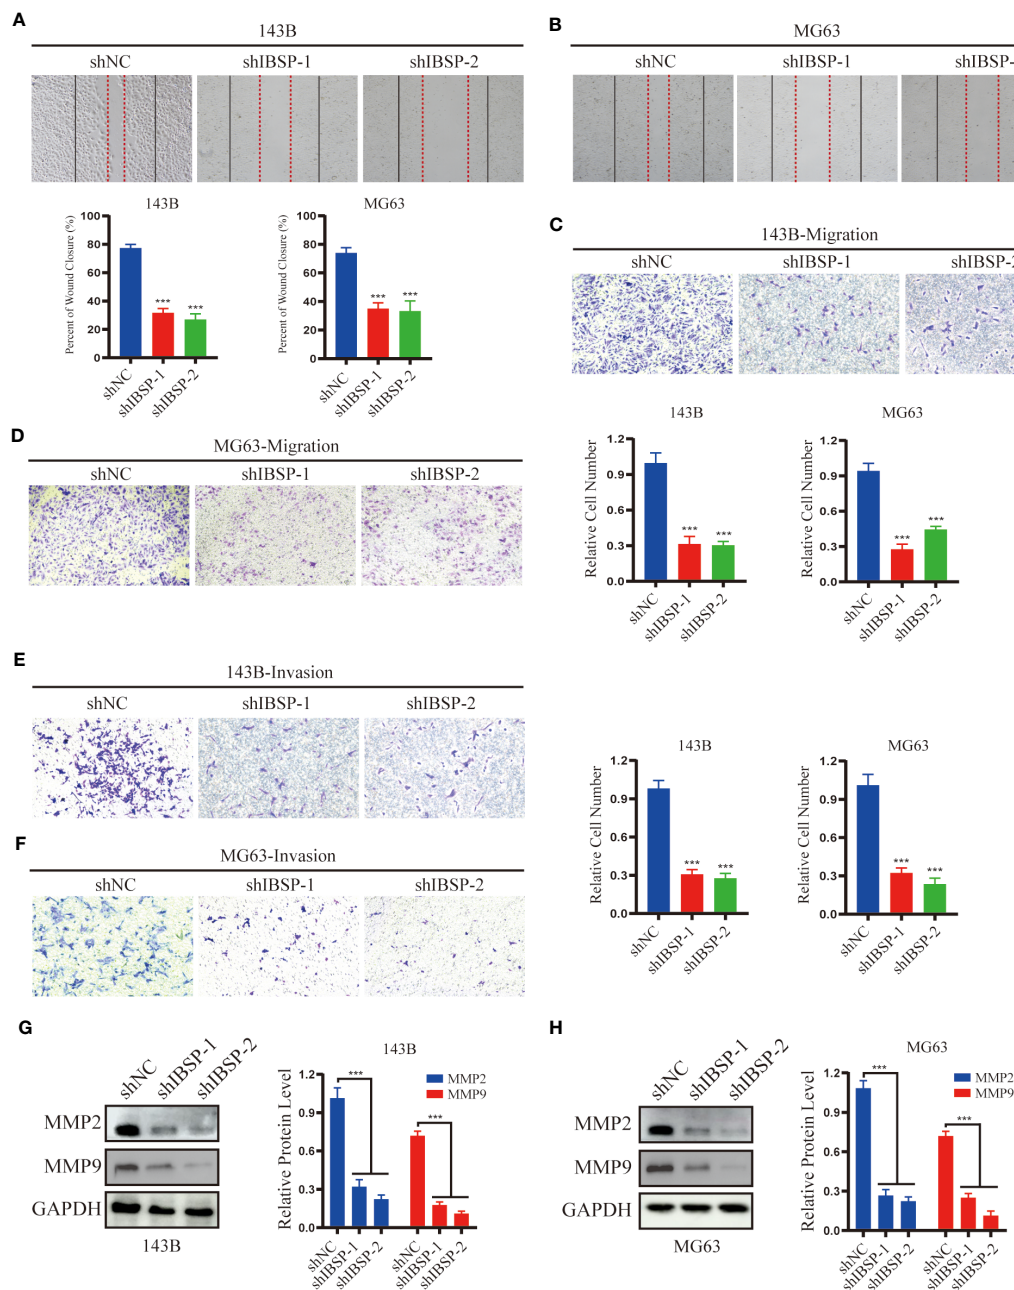 A
143B
shNC shIBSP-1 shIBSP-2
B
MG63
shNC shIBSP-1 shIBSP-
143B
Percent of Wound Closure (%)
100
80
60
40
20
0
***
***
shNC
shIBSP-1
shIBSP-2
MG63
Percent of Wound Closure (%)
100
80
60
40
20
0
***
***
shNC
shIBSP-1
shIBSP-2
C
143B-Migration
shNC shIBSP-1 shIBSP-2
D
MG63-Migration
shNC shIBSP-1 shIBSP-2
143B
Relative Cell Number
1.2
0.9
0.6
0.3
0.0
***
***
shNC
shIBSP-1
shIBSP-2
MG63
Relative Cell Number
1.2
0.9
0.6
0.3
0.0
***
***
shNC
shIBSP-1
shIBSP-2
E
143B-Invasion
shNC shIBSP-1 shIBSP-2
F
MG63-Invasion
shNC shIBSP-1 shIBSP-2
143B
Relative Cell Number
1.2
0.9
0.6
0.3
0.0
***
***
shNC
shIBSP-1
shIBSP-2
MG63
Relative Cell Number
1.2
0.9
0.6
0.3
0.0
***
***
shNC
shIBSP-1
shIBSP-2
G
shNC
shIBSP-1
shIBSP-2
MMP2
MMP9
GAPDH
143B
143B
Relative Protein Level
1.2
0.9
0.6
0.3
0.0
***
***
MMP2
MMP9
shNC
shIBSP-1
shIBSP-2
shNC
shIBSP-1
shIBSP-2
H
shNC
shIBSP-1
shIBSP-2
MMP2
MMP9
GAPDH
MG63
MG63
Relative Protein Level
1.2
0.9
0.6
0.3
0.0
***
***
MMP2
MMP9
shNC
shIBSP-1
shIBSP-2
shNC
shIBSP-1
shIBSP-2